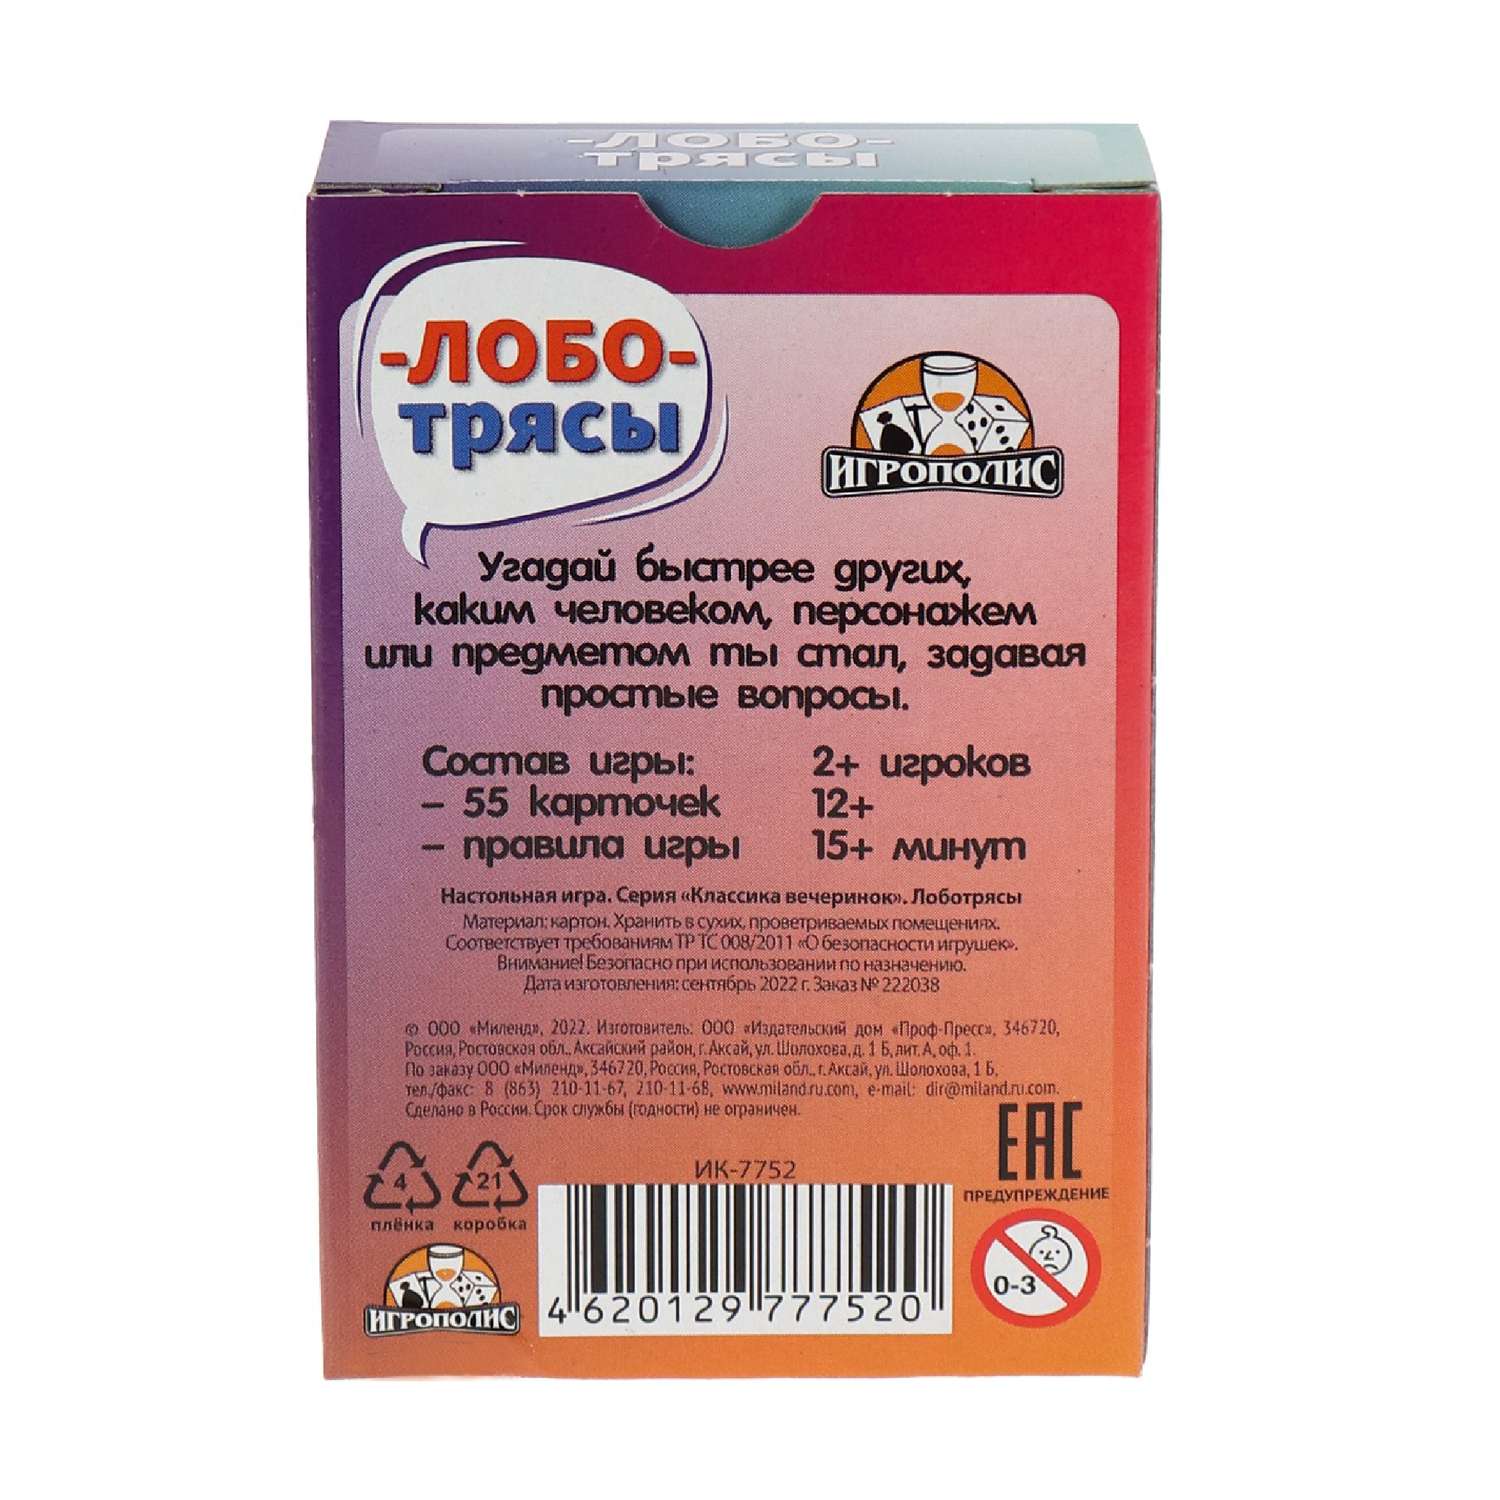 -ЛОБО-
трясы
-ЛОБО-
трясы
ИГРОПОЛИС
Угадай быстрее других,
каким человеком, персонажем
или предметом ты стал, задавая
простые вопросы.
Состав игры:
– 55 карточек
– правила игры
2+ игроков
12+
15+ минут
Настольная игра. Серия «Классика вечеринок». Лоботрясы
Материал: картон. Хранить в сухих, проветриваемых помещениях.
Соответствует требованиям ТР ТС 008/2011 «О безопасности игрушек».
Внимание! Безопасно при использовании по назначению.
Дата изготовления: сентябрь 2022 г. Заказ № 222038
© ООО «Миленд», 2022. Изготовитель: ООО «Издательский дом «Проф-Пресс», 346720,
Россия, Ростовская обл., Аксайский район, г. Аксай, ул. Шолохова, д. 1 Б, лит. А, оф. 1.
По заказу ООО «Миленд», 346720, Россия, Ростовская обл., г. Аксай, ул. Шолохова, 1 Б,
тел./факс: 8 (863) 210-11-67, 210-11-68, www.miland.ru.com, e-mail: dir@miland.ru.com.
Сделано в России. Срок службы (годности) не ограничен.
EAC
ПРЕДУПРЕЖДЕНИЕ
0-3
4
плёнка
21
коробка
ИГРОПОЛИС
ИК-7752
4 620129 777520